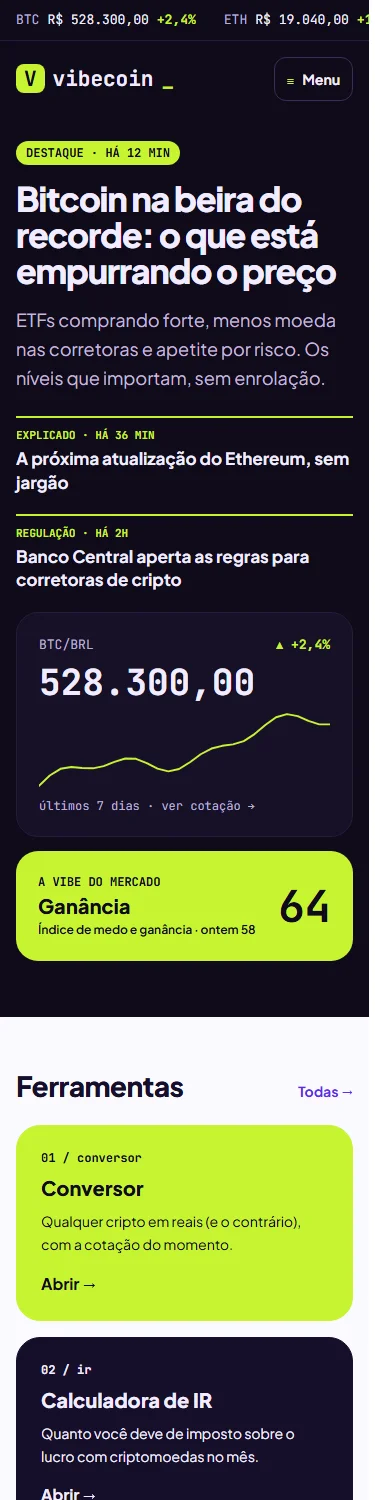 BTC R$ 528.300,00 +2,4% ETH R$ 19.040,00
V vibecoin _
≡ Menu
DESTAQUE · HÁ 12 MIN
Bitcoin na beira do
recorde: o que está
empurrando o preço
ETFs comprando forte, menos moeda
nas corretoras e apetite por risco. Os
níveis que importam, sem enrolação.
EXPLICADO · HÁ 36 MIN
A próxima atualização do Ethereum, sem
jargão
REGULAÇÃO · HÁ 2H
Banco Central aperta as regras para
corretoras de cripto
BTC/BRL ▲ +2,4%
528.300,00
últimos 7 dias · ver cotação →
A VIBE DO MERCADO
Ganância
Índice de medo e ganância · ontem 58
64
Ferramentas
Todas →
01 / conversor
Conversor
Qualquer cripto em reais (e o contrário),
com a cotação do momento.
Abrir →
02 / ir
Calculadora de IR
Quanto você deve de imposto sobre o
lucro com criptomoedas no mês.
Abrir →